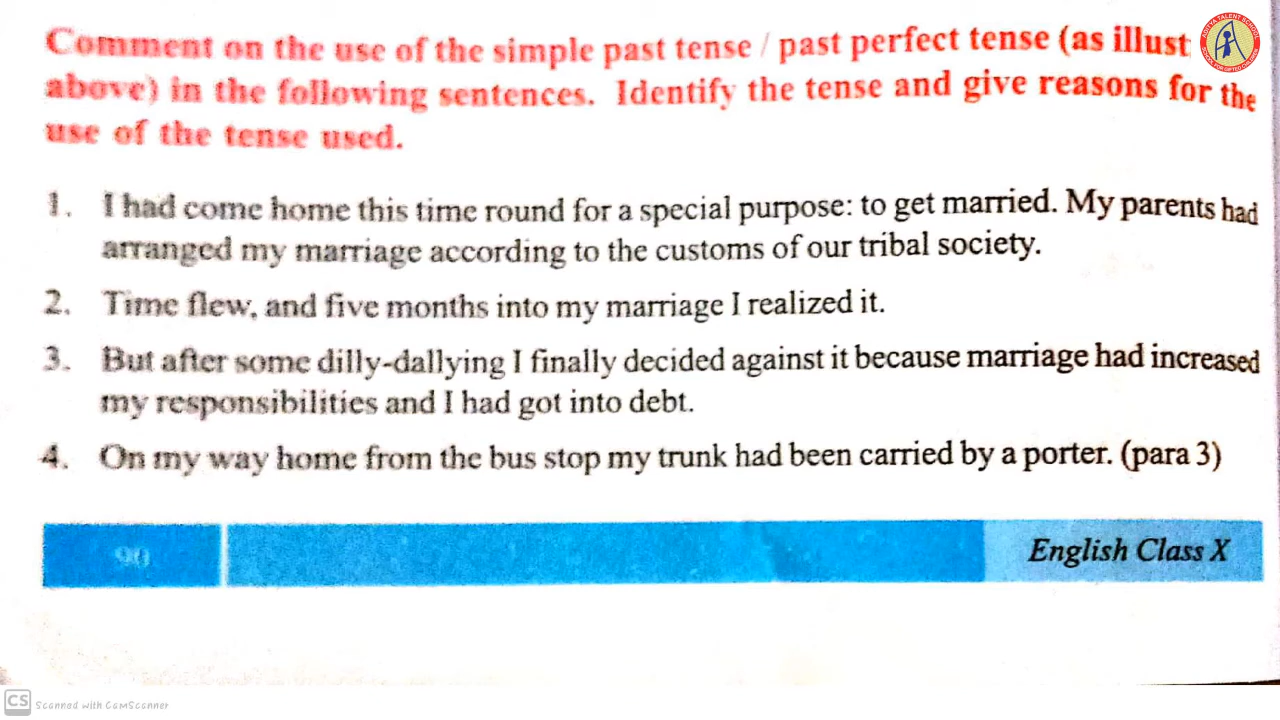 Comment on the use of the simple past tense / past perfect tense (as illust
above) in the following sentences. Identify the tense and give reasons for the
use of the tense used.
1. I had come home this time round for a special purpose: to get married. My parents had
arranged my marriage according to the customs of our tribal society.
2. Time flew, and five months into my marriage I realized it.
3. But after some dilly-dallying I finally decided against it because marriage had increased
my responsibilities and I had got into debt.
4. On my way home from the bus stop my trunk had been carried by a porter. (para 3)
90
English Class X
CS Scanned with CamScanner